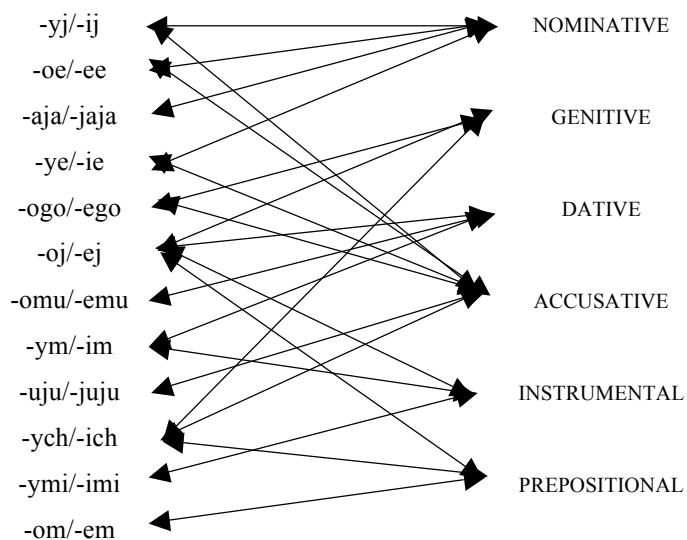 -yj/-ij NOMINATIVE
-oe/-ee
-aja/-jaja
GENITIVE
-ye/-ie
-ogo/-ego DATIVE
-oj/-ej
-omu/-emu ACCUSATIVE
-ym/-im
-uju/-juju INSTRUMENTAL
-ych/-ich
-ymi/-imi PREPOSITIONAL
-om/-em